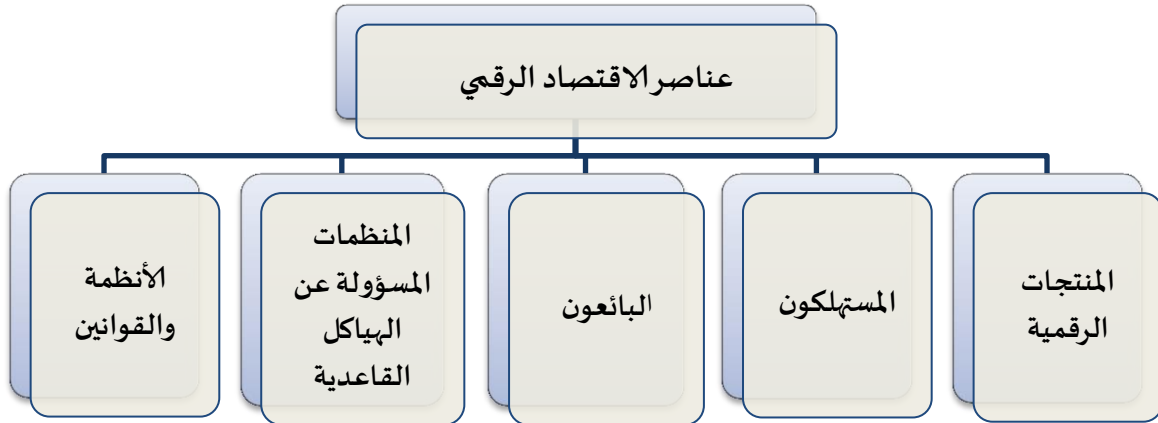 عناصر الاقتصاد الرقمي
المنتجات
الرقمية
المستهلكون
البائعون
المنظمات
المسؤولة عن
الهياكل
القاعدية
الأنظمة
والقوانين